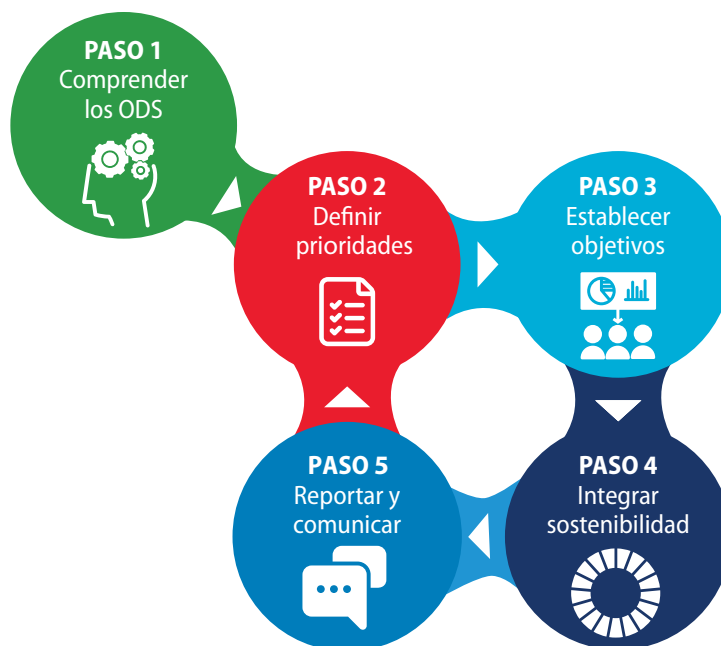 PASO 1
Comprender
los ODS
PASO 2
Definir
prioridades
PASO 3
Establecer
objetivos
PASO 4
Integrar
sostenibilidad
PASO 5
Reportar y
comunicar